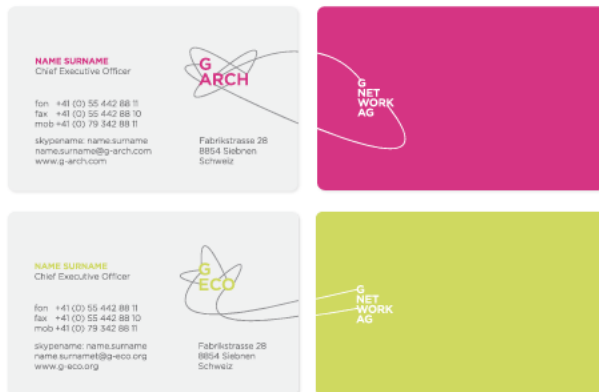 NAME SURNAME
Chief Executive Officer
fon +41 (0) 55 442 88 11
fax +41 (0) 55 442 88 10
mob +41 (0) 79 342 88 11
skypename: name.surname
name.surname@g-arch.com
www.g-arch.com
G
ARCH
Fabrikstrasse 28
8854 Siebnen
Schweiz
G
NET
WORK
AG
NAME SURNAME
Chief Executive Officer
fon +41 (0) 55 442 88 11
fax +41 (0) 55 442 88 10
mob +41 (0) 79 342 88 11
skypename: name.surname
name.surnamet@g-eco.org
www.g-eco.org
G
ECO
Fabrikstrasse 28
8854 Siebnen
Schweiz
G
NET
WORK
AG